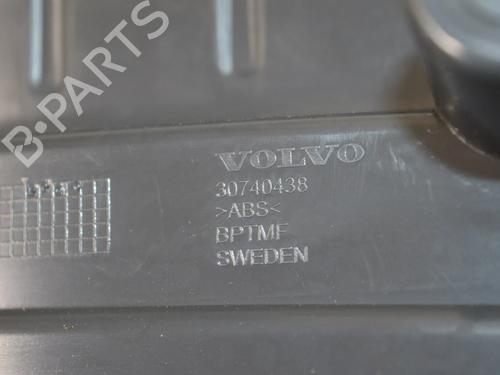 B-PARTS
VOLVO
30740438
>ABS<
BPTMF
SWEDEN